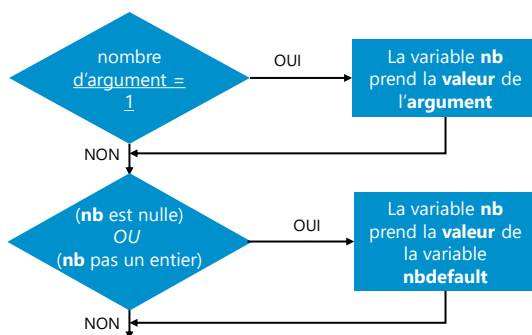 nombre
d'argument =
1
OUI
La variable nb
prend la valeur de
l'argument
NON
(nb est nulle)
OU
(nb pas un entier)
OUI
La variable nb
prend la valeur de
la variable
nbdefault
NON